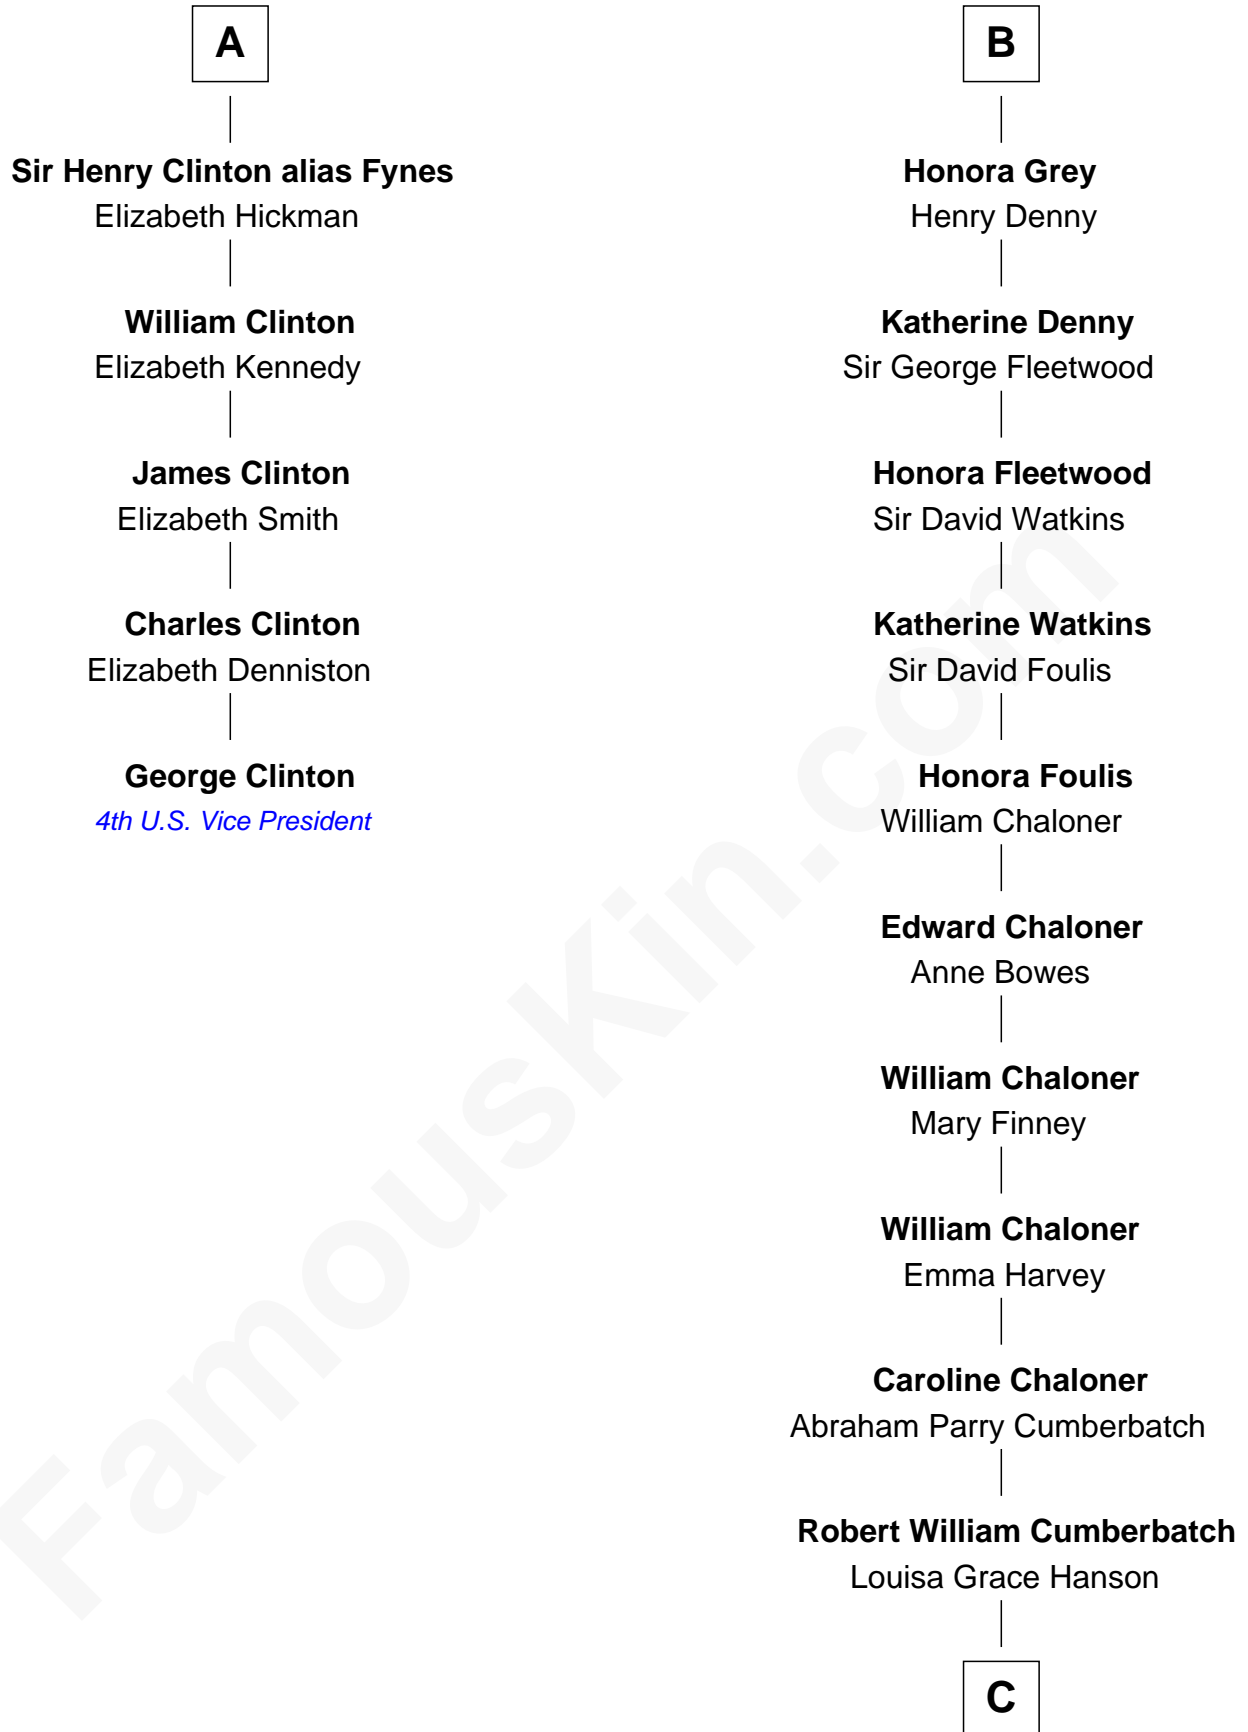 A
Sir Henry Clinton alias Fynes
Elizabeth Hickman
William Clinton
Elizabeth Kennedy
James Clinton
Elizabeth Smith
Charles Clinton
Elizabeth Denniston
George Clinton
4th U.S. Vice President
B
Honora Grey
Henry Denny
Katherine Denny
Sir George Fleetwood
Honora Fleetwood
Sir David Watkins
Katherine Watkins
Sir David Foulis
Honora Foulis
William Chaloner
Edward Chaloner
Anne Bowes
William Chaloner
Mary Finney
William Chaloner
Emma Harvey
Caroline Chaloner
Abraham Parry Cumberbatch
Robert William Cumberbatch
Louisa Grace Hanson
C
FamousKin.com